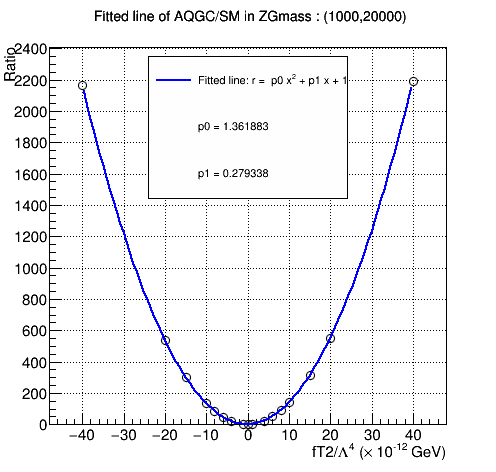 Fitted line of AQGC/SM in ZGmass : (1000,20000)
Ratio
2400
2200
2000
1800
1600
1400
1200
1000
800
600
400
200
0
Fitted line: r = p0 x² + p1 x + 1
p0 = 1.361883
p1 = 0.279338
−40 −30 −20 −10 0 10 20 30 40
fT2/Λ⁴ (× 10⁻¹² GeV)